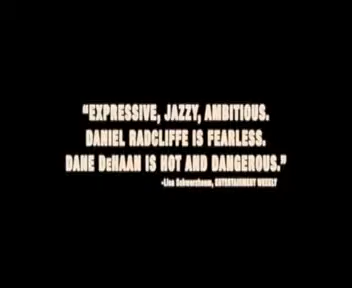 “EXPRESSIVE, JAZZY, AMBITIOUS.
DANIEL RADCLIFFE IS FEARLESS.
DANE DeHAAN IS HOT AND DANGEROUS.”
-Lisa Schwarzbaum, ENTERTAINMENT WEEKLY